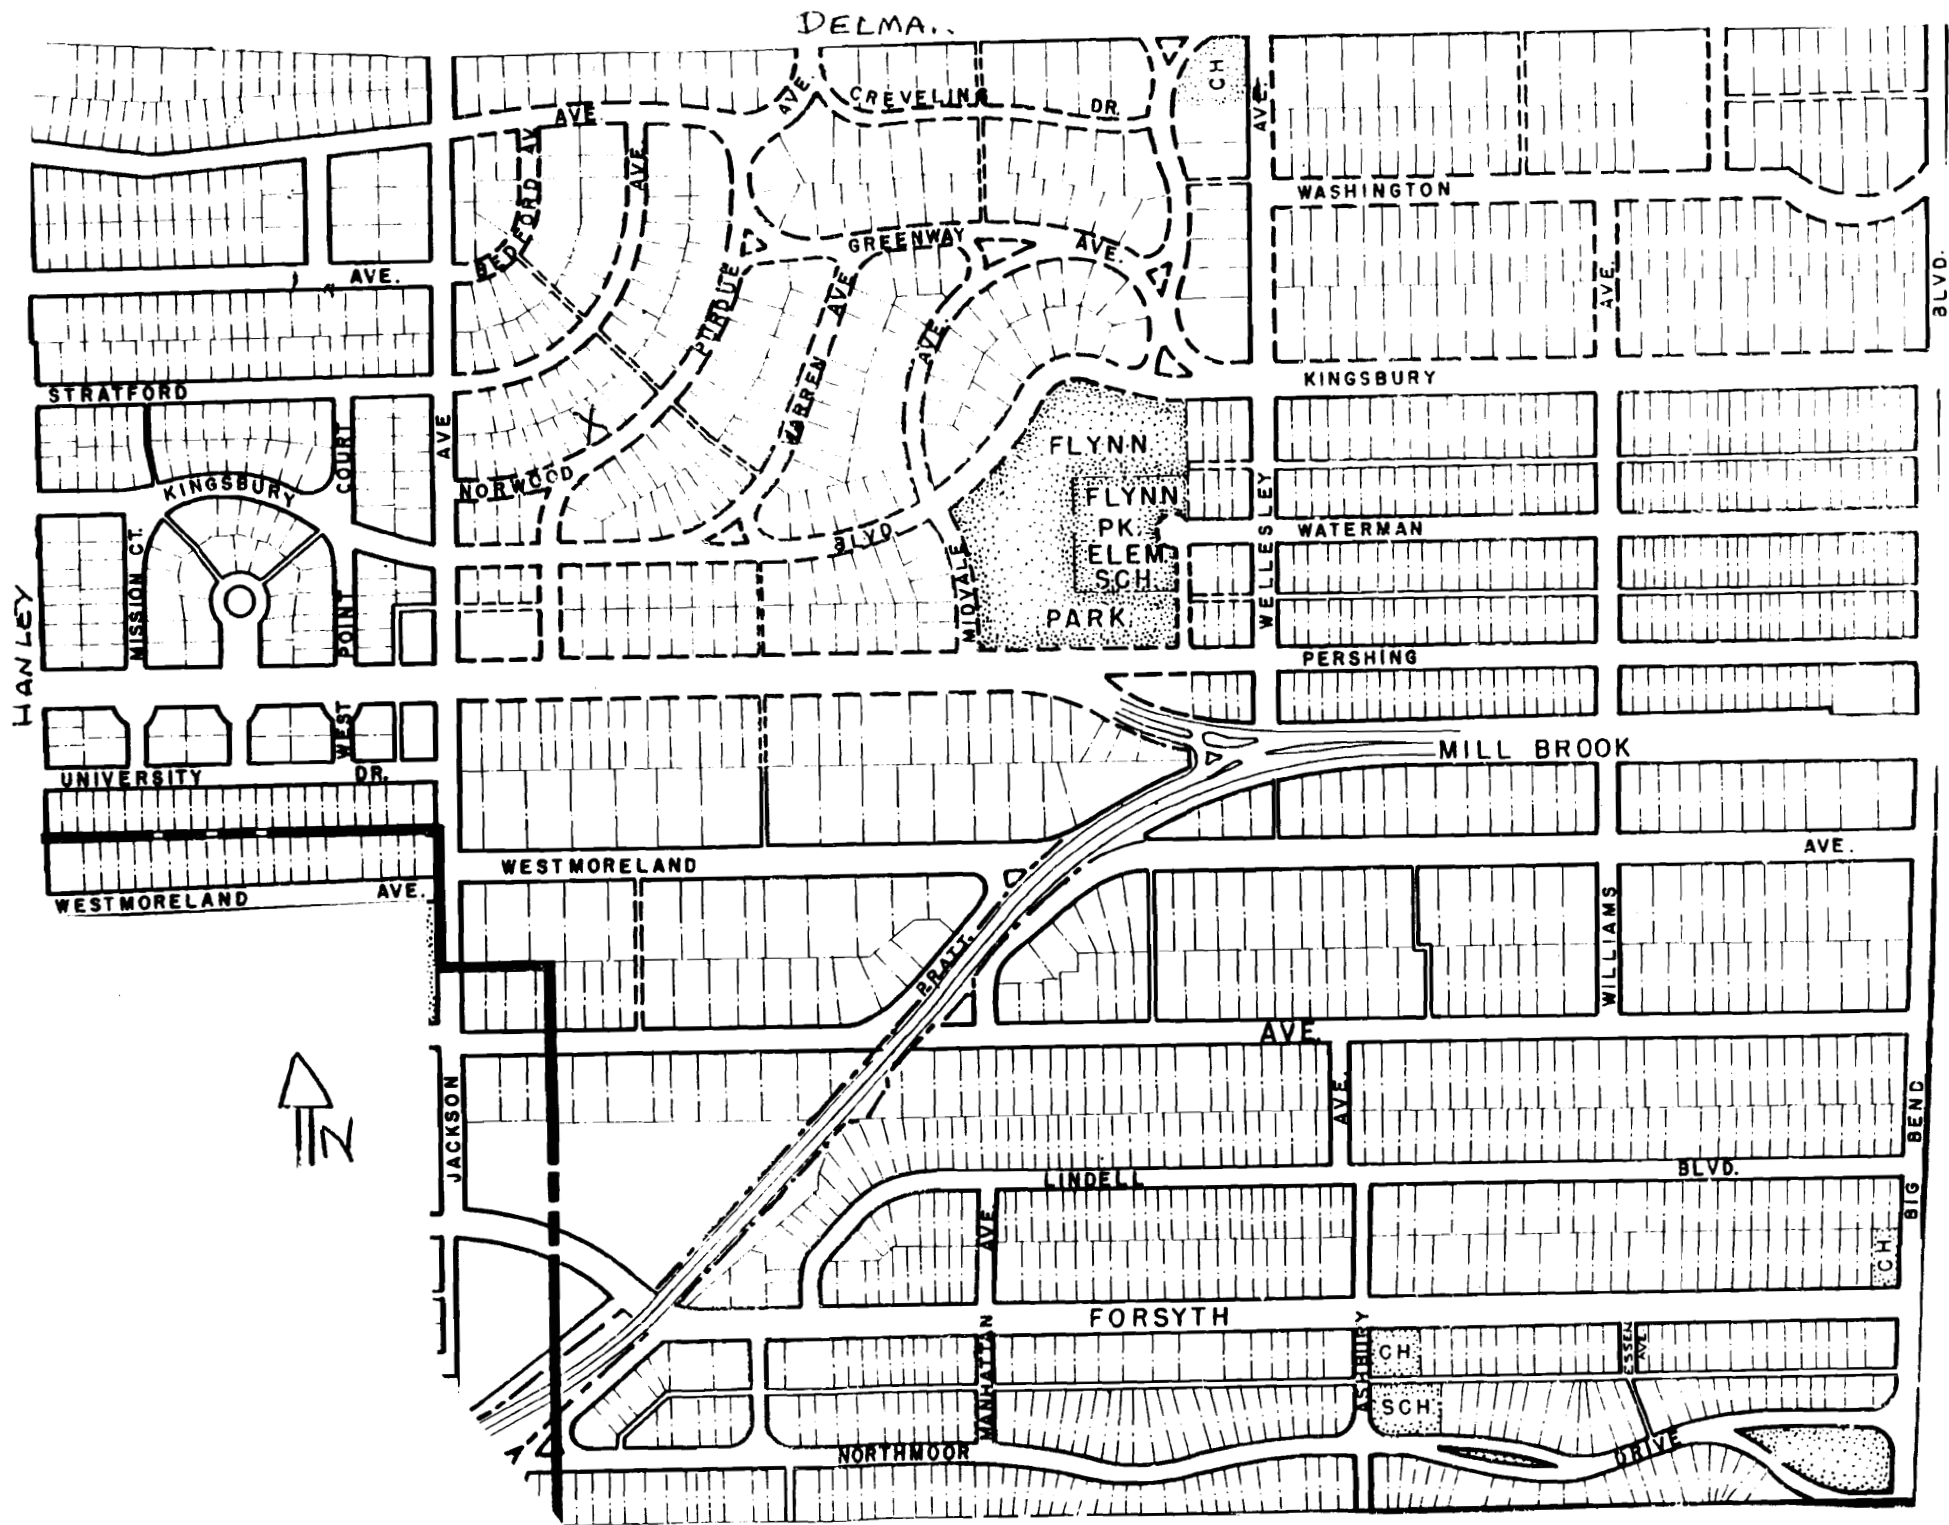 DELMA..
CH
AVE.
AVE
CREVELING
DR.
AVE.
BEDFORD AV
AVE.
WASHINGTON
GREENWAY
AVE.
AVE.
PURDUE
AVE
AVE.
AVE.
BLVD.
STRATFORD
KINGSBURY
WARREN
COURT
AVE
FLYNN
KINGSBURY
NORWOOD
FLYNN
PK.
ELEM.
SCH.
PARK
WELLESLEY
WATERMAN
BLVD.
MISSION CT.
MIDVALE
HANLEY
POINT
PERSHING
WEST
MILL BROOK
UNIVERSITY
DR.
WESTMORELAND
AVE.
WESTMORELAND
AVE.
WILLIAMS
PRATT.
AVE.
JACKSON
AVE.
BEND
N
LINDELL
BLVD.
BIG
AVE.
CH.
FORSYTH
MANHATTAN
ASHBURY
CH
ESSEX
AVE.
SCH.
NORTHMOOR
DRIVE